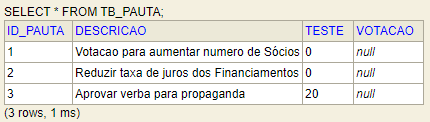 SELECT * FROM TB_PAUTA;
ID_PAUTA DESCRICAO TESTE VOTACAO
1 Votacao para aumentar numero de Sócios 0 null
2 Reduzir taxa de juros dos Financiamentos 0 null
3 Aprovar verba para propaganda 20 null
(3 rows, 1 ms)